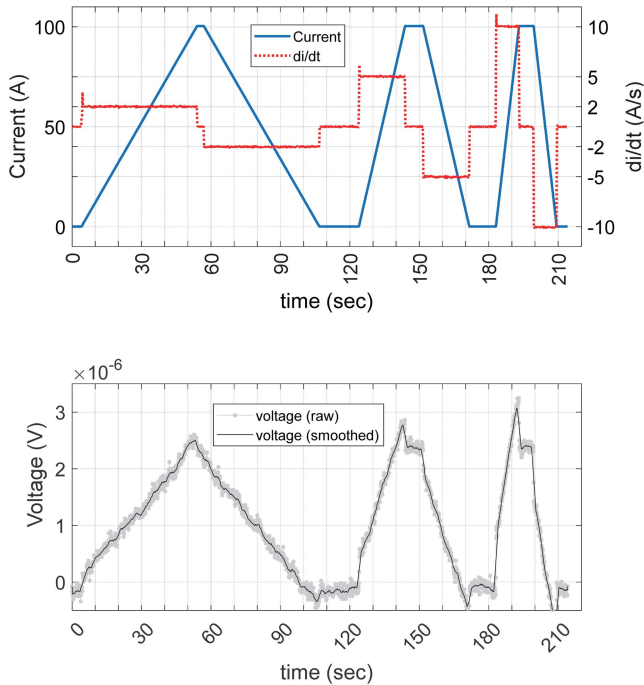 100
50
0
Current (A)
Current
di/dt
10
5
2
-2
-5
-10
di/dt (A/s)
0 30 60 90 120 150 180 210
time (sec)
×10-6
3
2
1
0
Voltage (V)
voltage (raw)
voltage (smoothed)
0 30 60 90 120 150 180 210
time (sec)